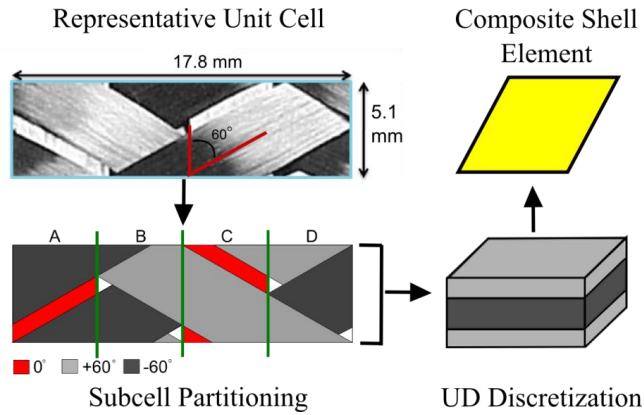 Representative Unit Cell
Composite Shell
Element
17.8 mm
5.1
mm
60°
A B C D
0° +60° -60°
Subcell Partitioning
UD Discretization